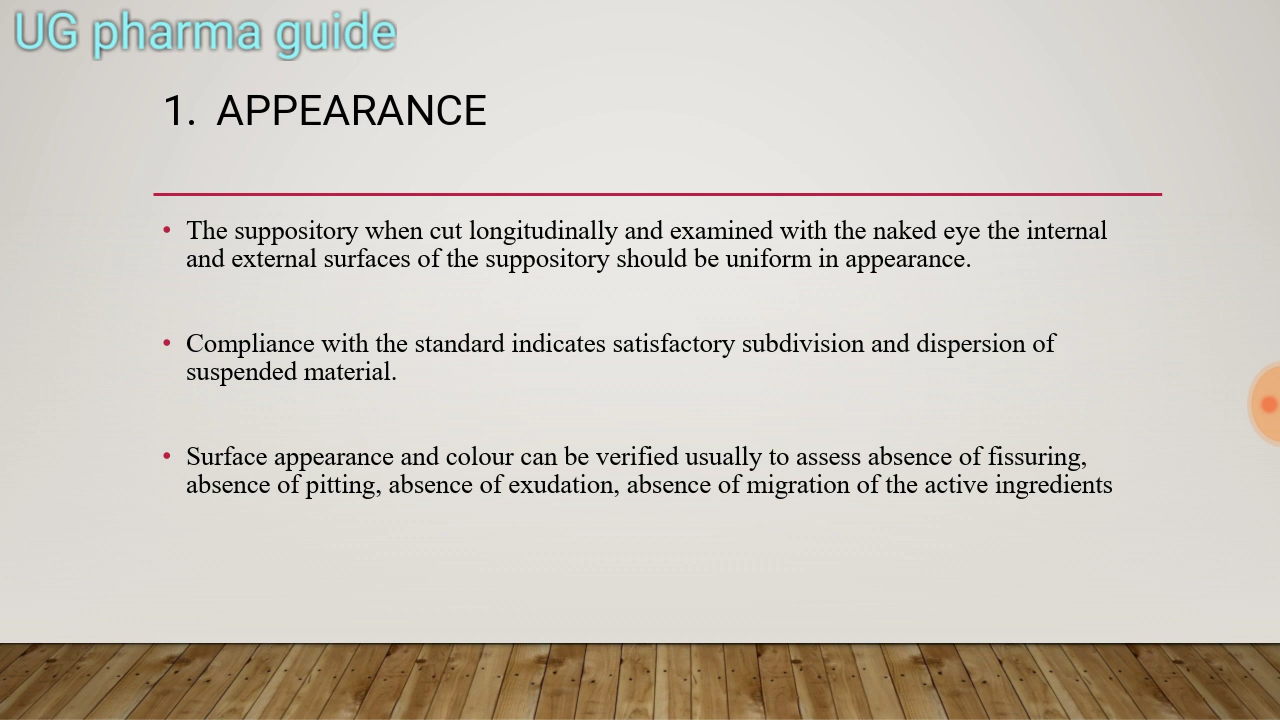 UG pharma guide
1. APPEARANCE
• The suppository when cut longitudinally and examined with the naked eye the internal
and external surfaces of the suppository should be uniform in appearance.
• Compliance with the standard indicates satisfactory subdivision and dispersion of
suspended material.
• Surface appearance and colour can be verified usually to assess absence of fissuring,
absence of pitting, absence of exudation, absence of migration of the active ingredients